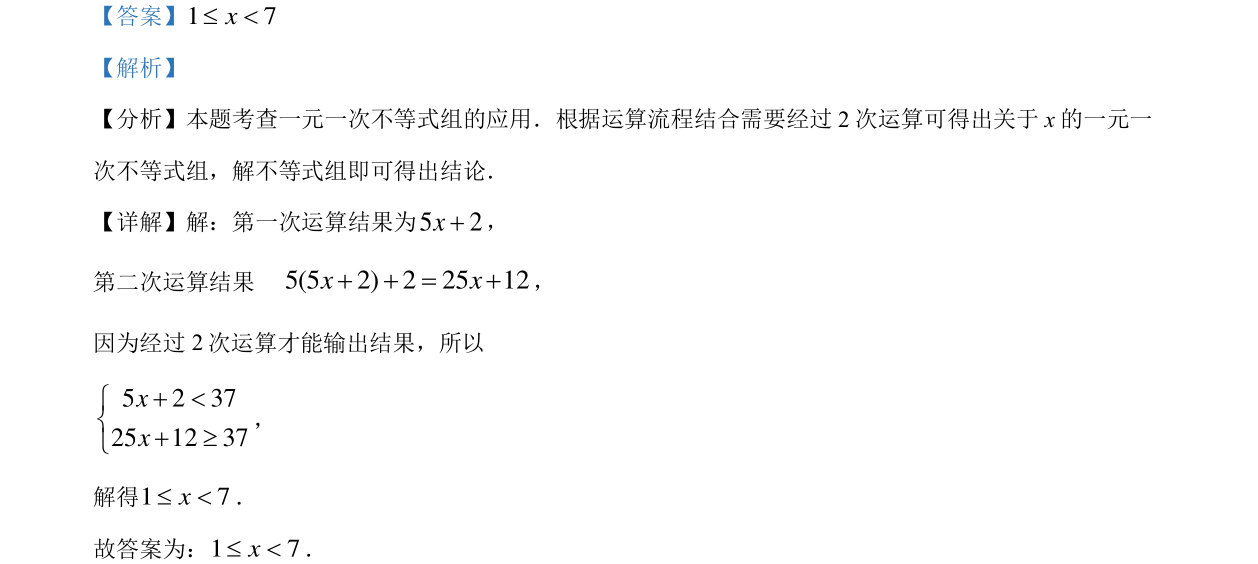 【答案】1≤x<7
【解析】
【分析】本题考查一元一次不等式组的应用．根据运算流程结合需要经过 2 次运算可得出关于 x 的一元一
次不等式组，解不等式组即可得出结论．
【详解】解：第一次运算结果为5x+2，
第二次运算结果 5(5x+2)+2=25x+12，
因为经过 2 次运算才能输出结果，所以
{5x+2<37
25x+12≥37，
解得1≤x<7．
故答案为：1≤x<7．